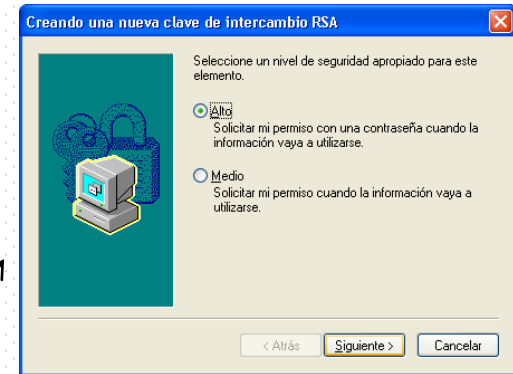 Creando una nueva clave de intercambio RSA
Seleccione un nivel de seguridad apropiado para este
elemento.
Alto
Solicitar mi permiso con una contraseña cuando la
información vaya a utilizarse.
Medio
Solicitar mi permiso cuando la información vaya a
utilizarse.
< Atrás
Siguiente >
Cancelar